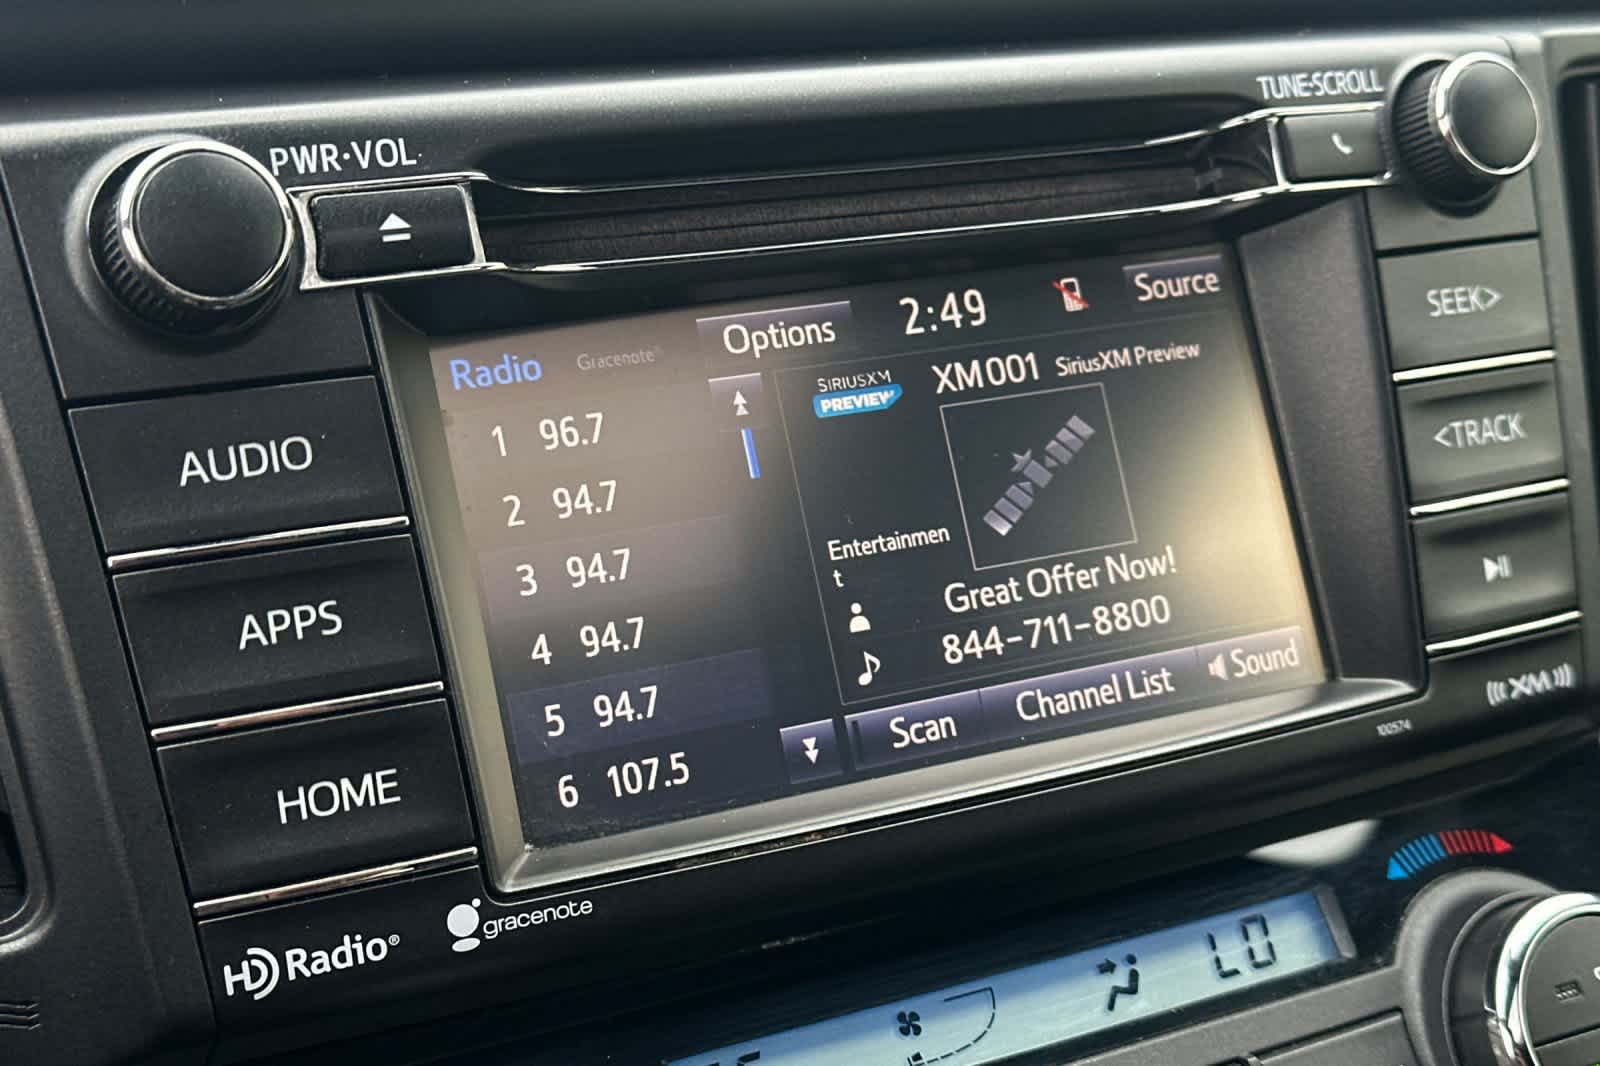 TUNE·SCROLL
PWR·VOL
Options
2:49
Source
SEEK>
Radio
Gracenote®
SIRIUSXM
PREVIEW
XM001
SiriusXM Preview
1 96.7
<TRACK
AUDIO
2 94.7
Entertainmen
t
3 94.7
Great Offer Now!
APPS
4 94.7
844-711-8800
5 94.7
Scan
Channel List
Sound
((XM))
100574
HOME
6 107.5
HD Radio®
gracenote
LO